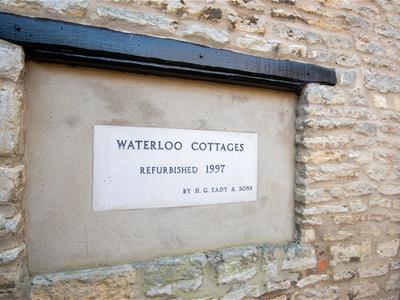 WATERLOO COTTAGES
REFURBISHED 1997
BY H. G. EADY & SONS